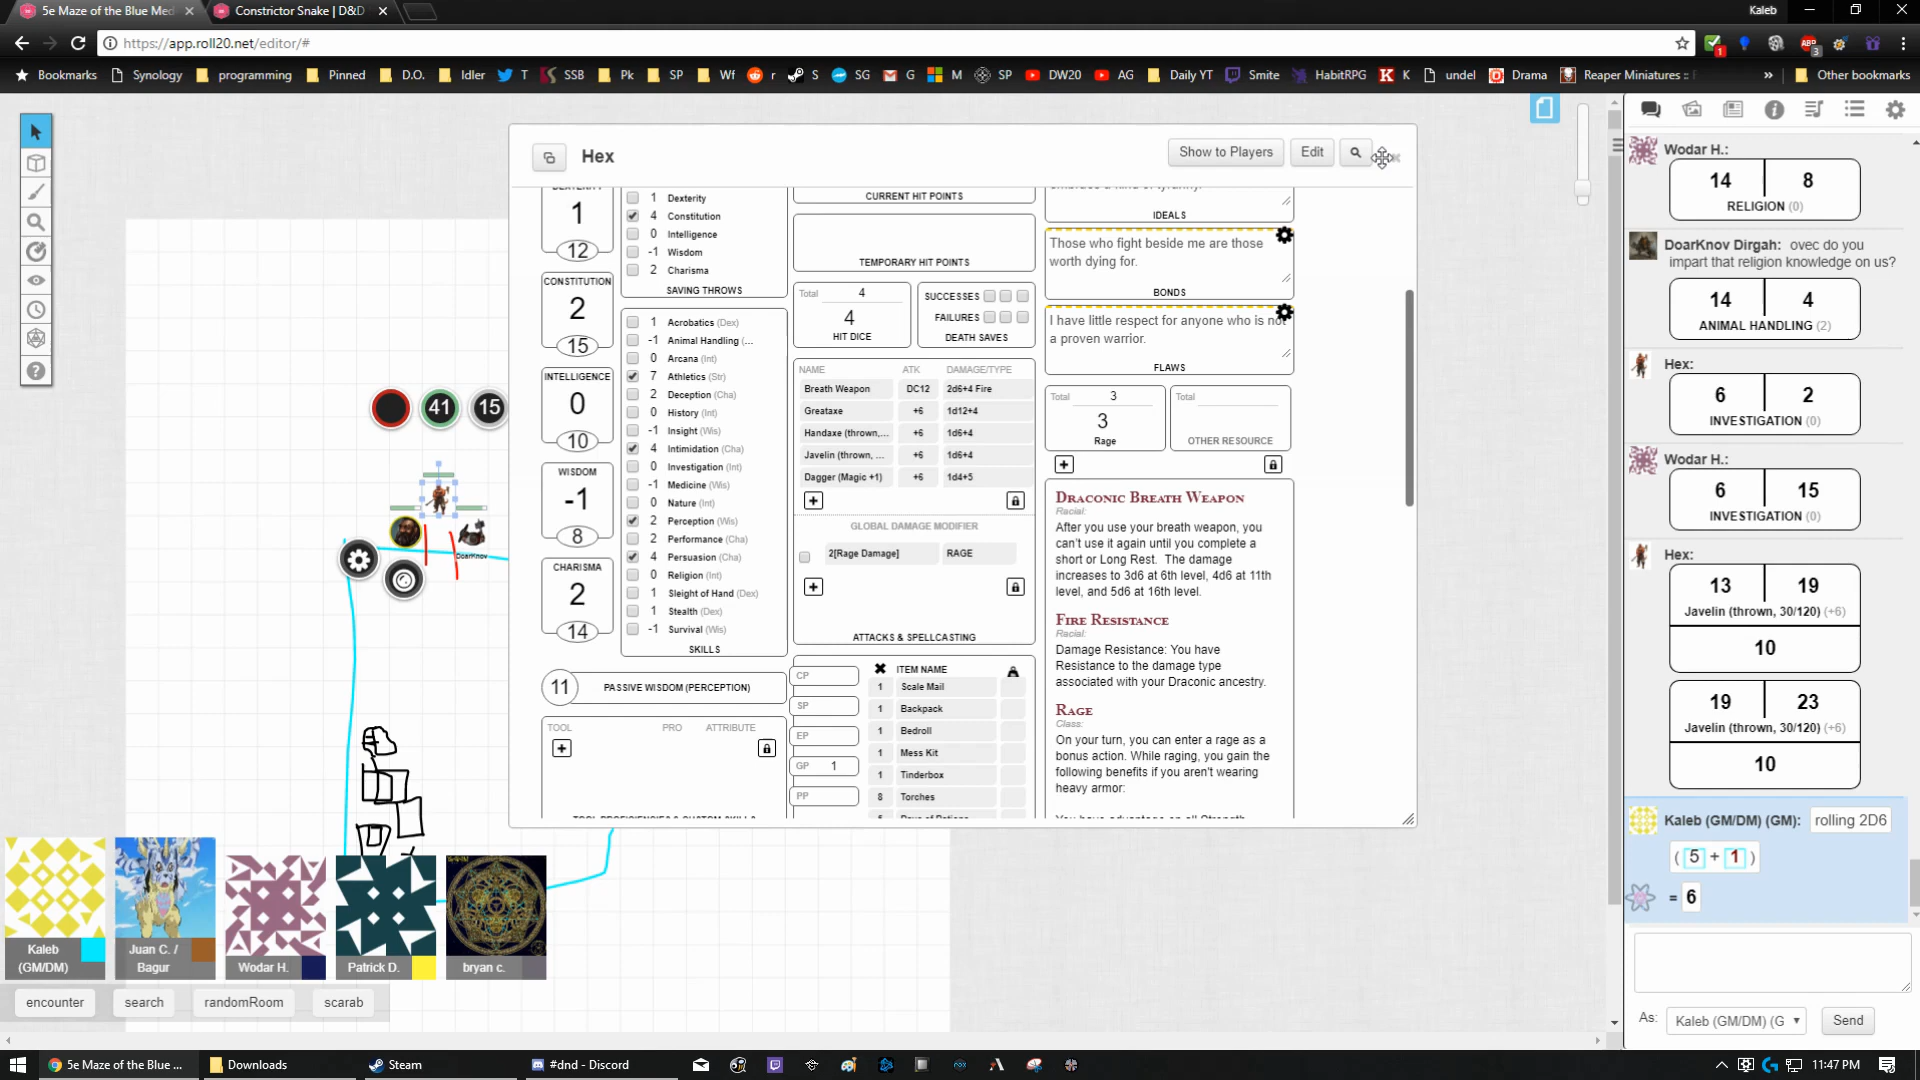 5e Maze of the Blue Med
Constrictor Snake | D&D
Kaleb
https://app.roll20.net/editor/#
Bookmarks
Synology
programming
Pinned
D.O.
Idler
T
SSB
Pk
SP
Wf
r
S
SG
G
M
SP
DW20
AG
Daily YT
Smite
HabitRPG
K
undel
Drama
Reaper Miniatures ::
»
Other bookmarks
Hex
Show to Players
Edit
1
12
CONSTITUTION
2
15
INTELLIGENCE
0
10
WISDOM
-1
8
CHARISMA
2
14
1 Dexterity
4 Constitution
0 Intelligence
-1 Wisdom
2 Charisma
SAVING THROWS
1 Acrobatics (Dex)
-1 Animal Handling (...
0 Arcana (Int)
7 Athletics (Str)
2 Deception (Cha)
0 History (Int)
-1 Insight (Wis)
4 Intimidation (Cha)
0 Investigation (Int)
-1 Medicine (Wis)
0 Nature (Int)
2 Perception (Wis)
2 Performance (Cha)
4 Persuasion (Cha)
0 Religion (Int)
1 Sleight of Hand (Dex)
1 Stealth (Dex)
-1 Survival (Wis)
SKILLS
11 PASSIVE WISDOM (PERCEPTION)
TOOL PRO ATTRIBUTE
CURRENT HIT POINTS
TEMPORARY HIT POINTS
Total 4
4
HIT DICE
SUCCESSES
FAILURES
DEATH SAVES
NAME ATK DAMAGE/TYPE
Breath Weapon DC12 2d6+4 Fire
Greataxe +6 1d12+4
Handaxe (thrown,... +6 1d6+4
Javelin (thrown, ... +6 1d6+4
Dagger (Magic +1) +6 1d4+5
GLOBAL DAMAGE MODIFIER
2[Rage Damage] RAGE
ATTACKS & SPELLCASTING
CP
SP
EP
GP 1
PP
ITEM NAME
1 Scale Mail
1 Backpack
1 Bedroll
1 Mess Kit
1 Tinderbox
8 Torches
IDEALS
Those who fight beside me are those
worth dying for.
BONDS
I have little respect for anyone who is not
a proven warrior.
FLAWS
Total 3
3
Rage
Total
OTHER RESOURCE
DRACONIC BREATH WEAPON
Racial:
After you use your breath weapon, you
can't use it again until you complete a
short or Long Rest. The damage
increases to 3d6 at 6th level, 4d6 at 11th
level, and 5d6 at 16th level.
FIRE RESISTANCE
Racial:
Damage Resistance: You have
Resistance to the damage type
associated with your Draconic ancestry.
RAGE
Class:
On your turn, you can enter a rage as a
bonus action. While raging, you gain the
following benefits if you aren't wearing
heavy armor:
41
15
DoarKnov
Kaleb
(GM/DM)
Juan C. /
Bagur
Wodar H.
Patrick D.
bryan c.
encounter
search
randomRoom
scarab
Wodar H.:
14 8
RELIGION (0)
DoarKnov Dirgah: ovec do you
impart that religion knowledge on us?
14 4
ANIMAL HANDLING (2)
Hex:
6 2
INVESTIGATION (0)
Wodar H.:
6 15
INVESTIGATION (0)
Hex:
13 19
Javelin (thrown, 30/120) (+6)
10
19 23
Javelin (thrown, 30/120) (+6)
10
Kaleb (GM/DM) (GM): rolling 2D6
( 5 + 1 )
= 6
As: Kaleb (GM/DM) (G
Send
5e Maze of the Blue ...
Downloads
Steam
#dnd - Discord
11:47 PM